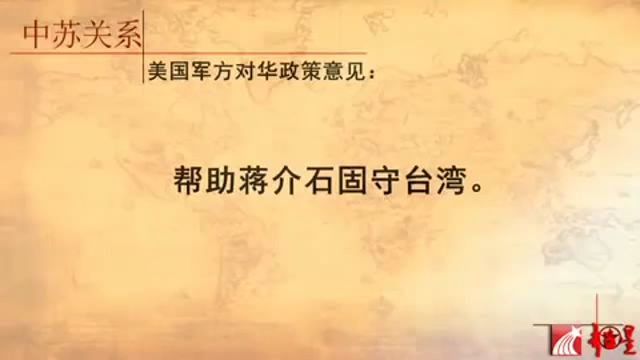 中苏关系
美国军方对华政策意见：
帮助蒋介石固守台湾。